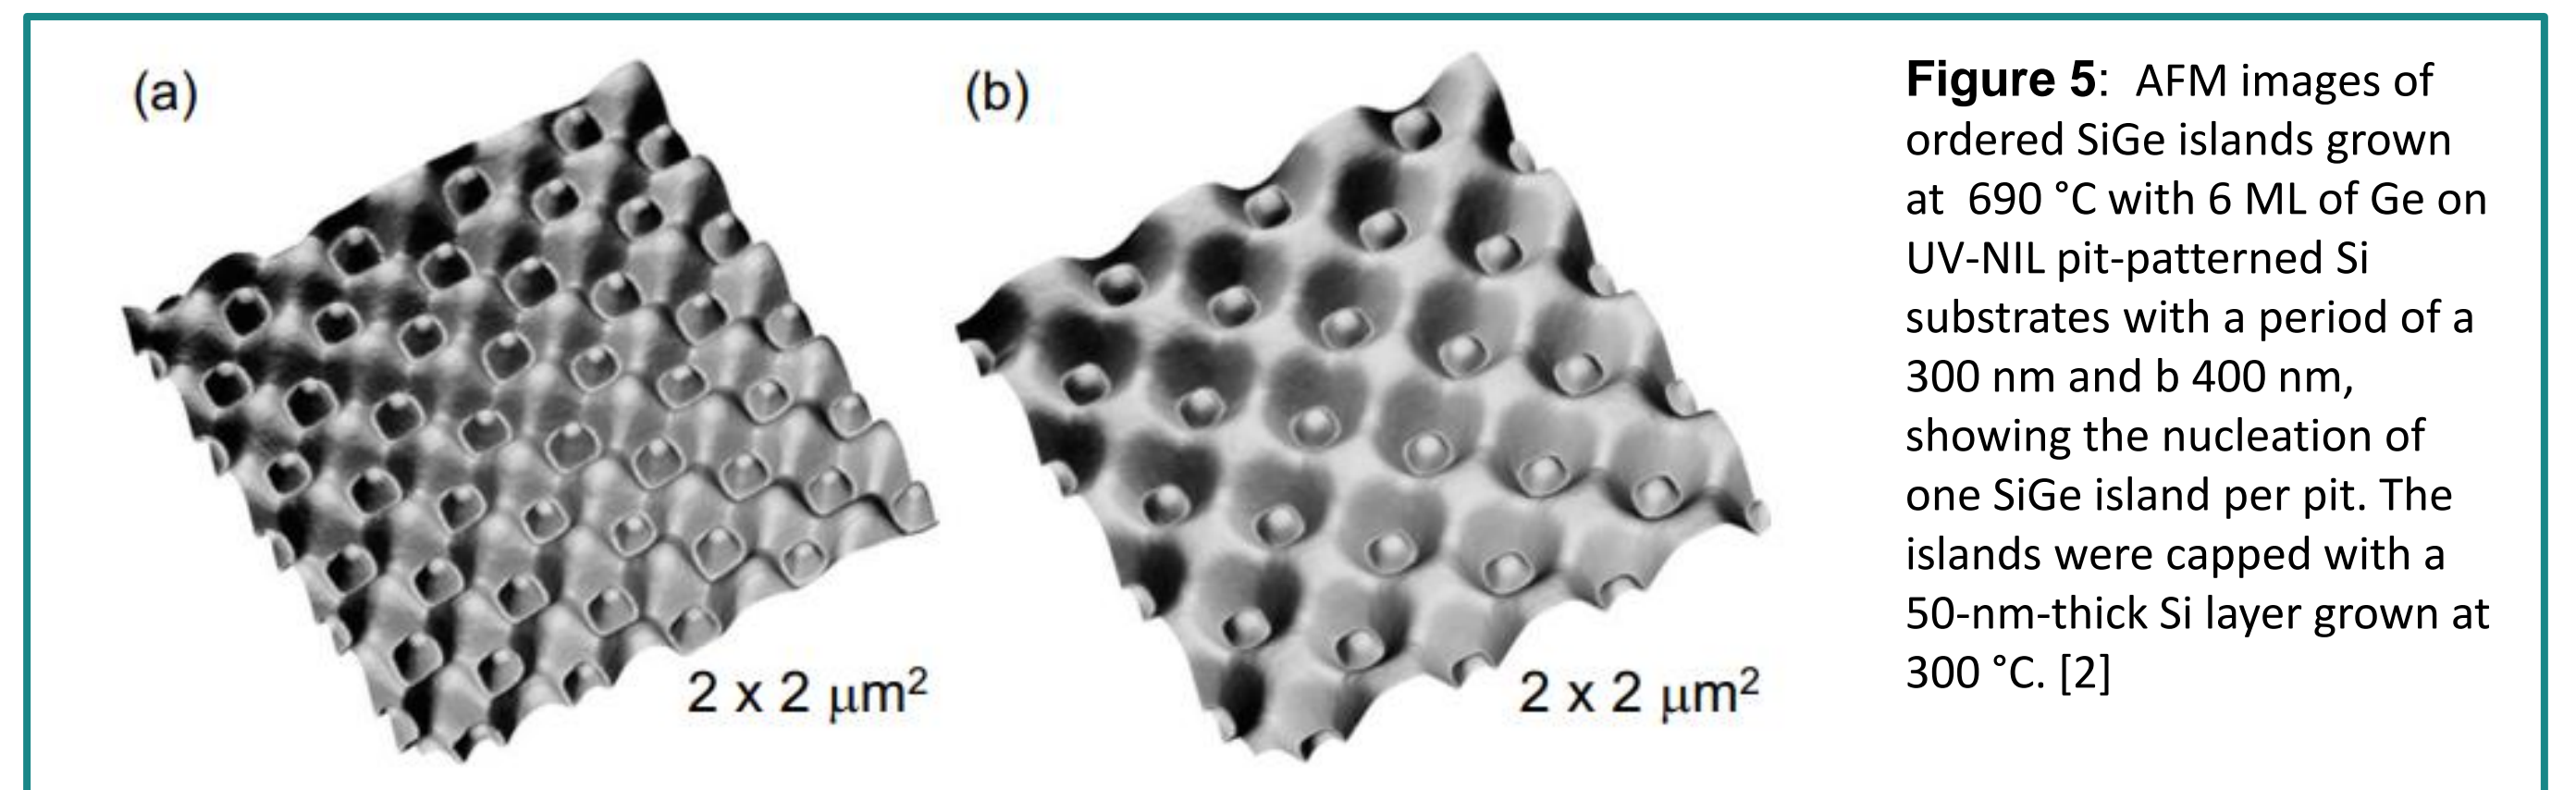 (a)
2 x 2 μm²
(b)
2 x 2 μm²
Figure 5:  AFM images of
ordered SiGe islands grown
at  690 °C with 6 ML of Ge on
UV-NIL pit-patterned Si
substrates with a period of a
300 nm and b 400 nm,
showing the nucleation of
one SiGe island per pit. The
islands were capped with a
50-nm-thick Si layer grown at
300 °C. [2]